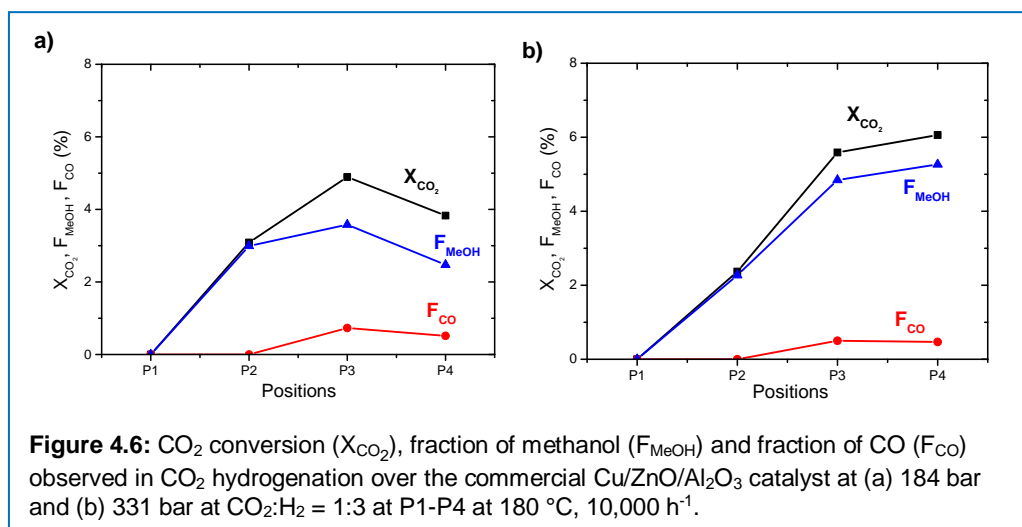 a)
X_CO₂, F_MeOH, F_CO (%)
8
6
4
2
0
X_CO₂
F_MeOH
F_CO
P1 P2 P3 P4
Positions
b)
X_CO₂, F_MeOH, F_CO (%)
8
6
4
2
0
X_CO₂
F_MeOH
F_CO
P1 P2 P3 P4
Positions
Figure 4.6: CO₂ conversion (X_CO₂), fraction of methanol (F_MeOH) and fraction of CO (F_CO)
observed in CO₂ hydrogenation over the commercial Cu/ZnO/Al₂O₃ catalyst at (a) 184 bar
and (b) 331 bar at CO₂:H₂ = 1:3 at P1-P4 at 180 °C, 10,000 h⁻¹.